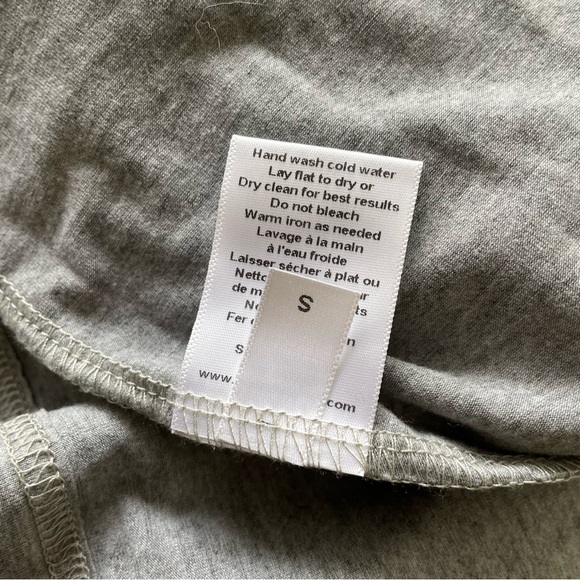 Hand wash cold water
Lay flat to dry or
Dry clean for best results
Do not bleach
Warm iron as needed
Lavage à la main
à l'eau froide
Laisser sécher à plat ou
S
www.
.com